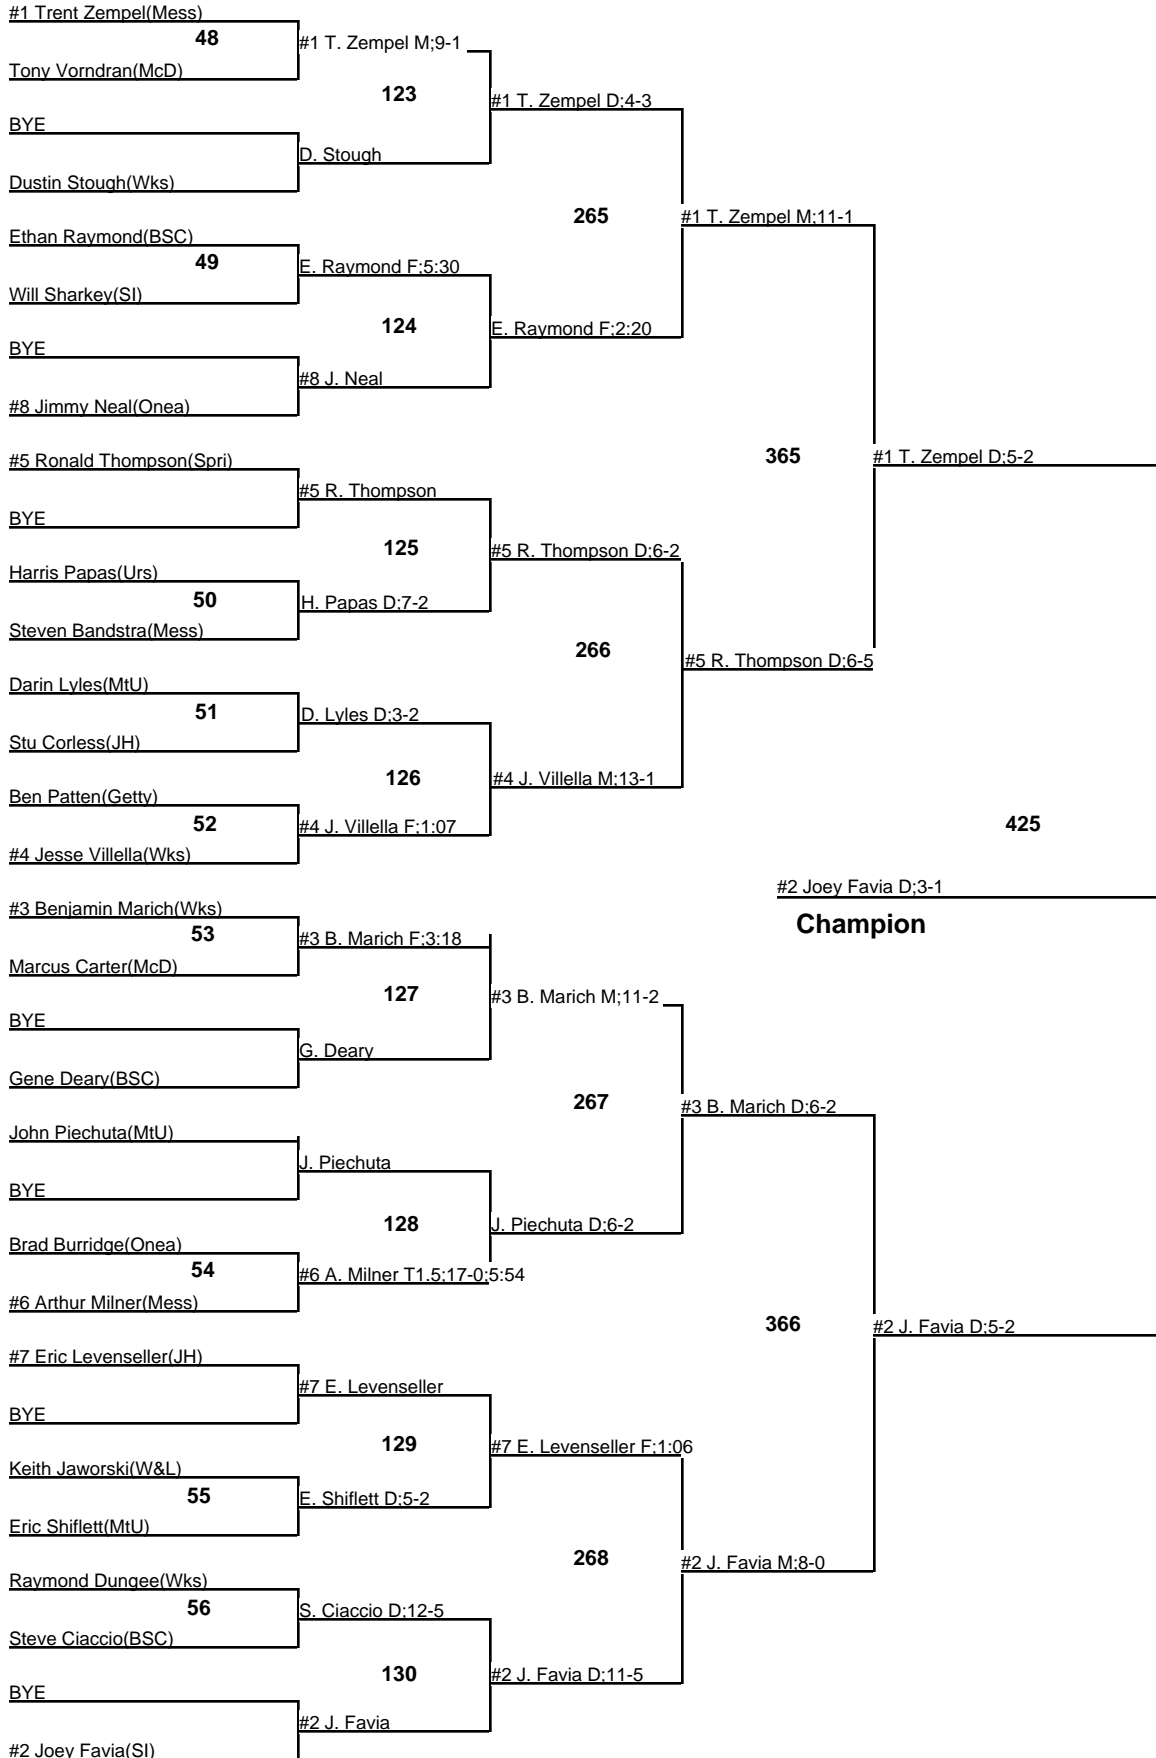 #1 Trent Zempel(Mess)
48
#1 T. Zempel M;9-1
Tony Vorndran(McD)
123
#1 T. Zempel D;4-3
BYE
D. Stough
Dustin Stough(Wks)
265
#1 T. Zempel M;11-1
Ethan Raymond(BSC)
49
E. Raymond F;5:30
Will Sharkey(SI)
124
E. Raymond F;2:20
BYE
#8 J. Neal
#8 Jimmy Neal(Onea)
365
#1 T. Zempel D;5-2
#5 Ronald Thompson(Spri)
#5 R. Thompson
BYE
125
#5 R. Thompson D;6-2
Harris Papas(Urs)
50
H. Papas D;7-2
Steven Bandstra(Mess)
266
#5 R. Thompson D;6-5
Darin Lyles(MtU)
51
D. Lyles D;3-2
Stu Corless(JH)
126
#4 J. Villella M;13-1
Ben Patten(Getty)
52
#4 J. Villella F;1:07
#4 Jesse Villella(Wks)
425
#2 Joey Favia D;3-1
Champion
#3 Benjamin Marich(Wks)
53
#3 B. Marich F;3:18
Marcus Carter(McD)
127
#3 B. Marich M;11-2
BYE
G. Deary
Gene Deary(BSC)
267
#3 B. Marich D;6-2
John Piechuta(MtU)
J. Piechuta
BYE
128
J. Piechuta D;6-2
Brad Burridge(Onea)
54
#6 A. Milner T1.5;17-0;5:54
#6 Arthur Milner(Mess)
366
#2 J. Favia D;5-2
#7 Eric Levenseller(JH)
#7 E. Levenseller
BYE
129
#7 E. Levenseller F;1:06
Keith Jaworski(W&L)
55
E. Shiflett D;5-2
Eric Shiflett(MtU)
268
#2 J. Favia M;8-0
Raymond Dungee(Wks)
56
S. Ciaccio D;12-5
Steve Ciaccio(BSC)
130
#2 J. Favia D;11-5
BYE
#2 J. Favia
#2 Joey Favia(SI)